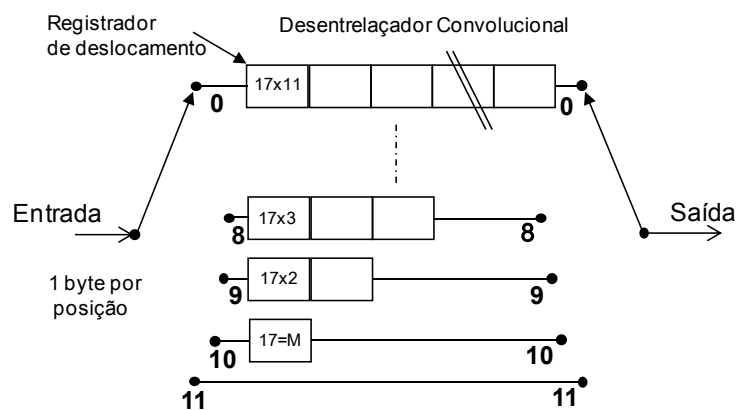 Registrador
de deslocamento
Desentrelaçador Convolucional
17x11
0
0
Entrada
Saída
17x3
8
8
1 byte por
posição
17x2
9
9
17=M
10
10
11
11